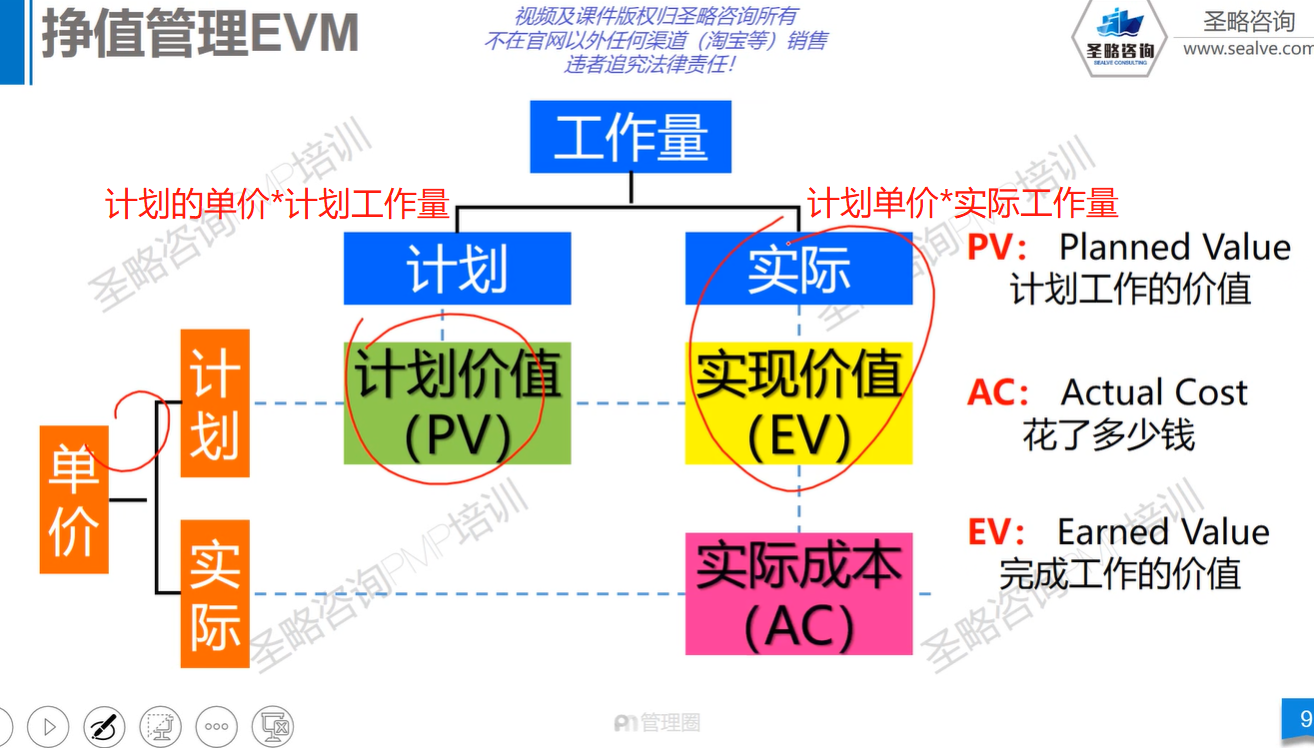 挣值管理EVM
视频及课件版权归圣略咨询所有
不在官网以外任何渠道（淘宝等）销售
违者追究法律责任！
圣略咨询
SEALVE CONSULTING
圣略咨询
www.sealve.com
工作量
计划的单价*计划工作量
计划单价*实际工作量
计划
实际
PV： Planned Value
计划工作的价值
计划
计划价值
（PV）
实现价值
（EV）
AC： Actual Cost
花了多少钱
单价
实际
实际成本
（AC）
EV： Earned Value
完成工作的价值
圣略咨询PMP培训
圣略咨询PMP培训
圣略咨询PMP培训
圣略咨询PMP培训
管理圈
9